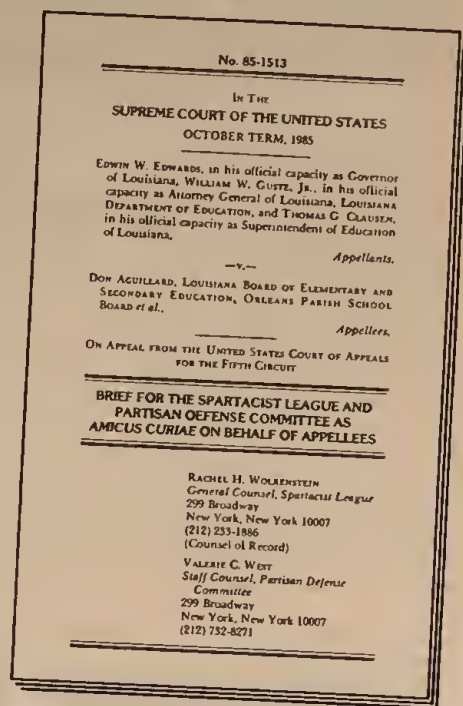 No. 85-1513
IN THE
SUPREME COURT OF THE UNITED STATES
OCTOBER TERM, 1985
EDWIN W. EDWARDS, in his official capacity as Governor
of Louisiana, WILLIAM W. GUSTE, JR., in his official
capacity as Attorney General of Louisiana, LOUISIANA
DEPARTMENT OF EDUCATION, and THOMAS G. CLAUSEN,
in his official capacity as Superintendent of Education
of Louisiana,
Appellants,
—v.—
DON AGUILLARD, LOUISIANA BOARD OF ELEMENTARY AND
SECONDARY EDUCATION, ORLEANS PARISH SCHOOL
BOARD et al.,
Appellees.
ON APPEAL FROM THE UNITED STATES COURT OF APPEALS
FOR THE FIFTH CIRCUIT
BRIEF FOR THE SPARTACIST LEAGUE AND
PARTISAN DEFENSE COMMITTEE AS
AMICUS CURIAE ON BEHALF OF APPELLEES
RACHEL H. WOLKENSTEIN
General Counsel, Spartacist League
299 Broadway
New York, New York 10007
(212) 233-1886
(Counsel of Record)
VALERIE C. WEST
Staff Counsel, Partisan Defense
Committee
299 Broadway
New York, New York 10007
(212) 732-8271